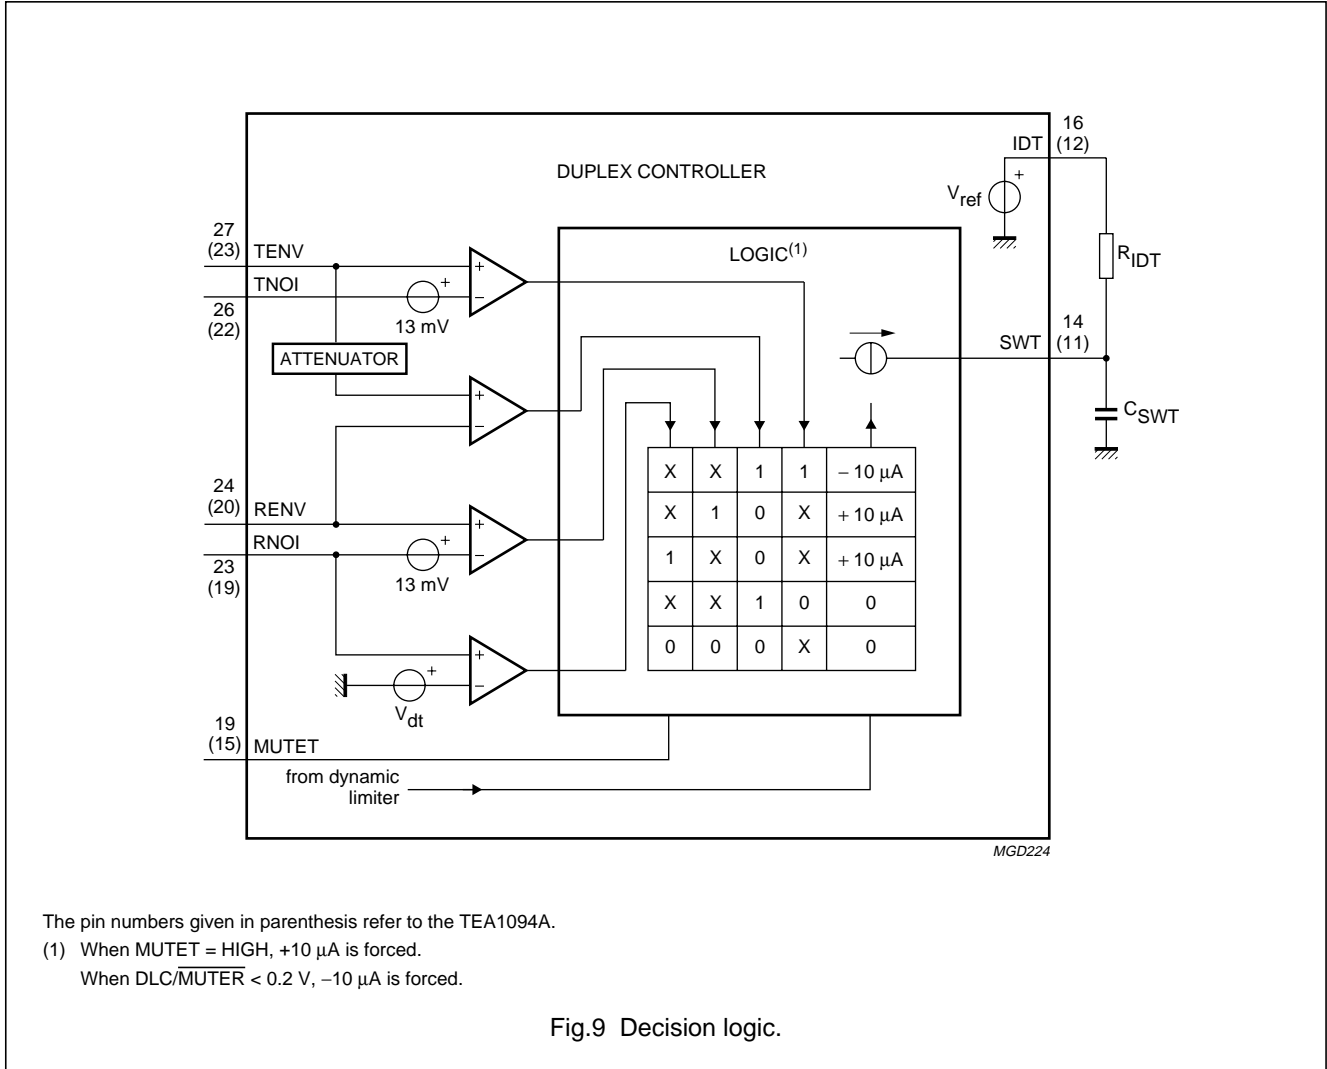 DUPLEX CONTROLLER
16
IDT (12)
V_ref
+
R_IDT
27
(23) TENV
TNOI
26
(22)
+
13 mV
+
−
ATTENUATOR
LOGIC(1)
14
SWT (11)
C_SWT
+
−
24
(20) RENV
RNOI
23
(19)
+
13 mV
+
−
X X 1 1 − 10 μA
X 1 0 X + 10 μA
1 X 0 X + 10 μA
X X 1 0 0
0 0 0 X 0
+
V_dt
+
−
19
(15) MUTET
from dynamic
limiter
MGD224
The pin numbers given in parenthesis refer to the TEA1094A.
(1) When MUTET = HIGH, +10 μA is forced.
When DLC/M̅U̅T̅E̅R̅ < 0.2 V, −10 μA is forced.
Fig.9 Decision logic.